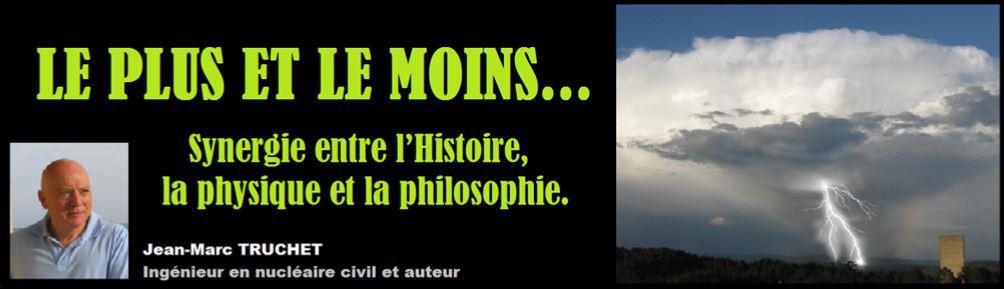 LE PLUS ET LE MOINS...
Synergie entre l'Histoire,
la physique et la philosophie.
Jean-Marc TRUCHET
Ingénieur en nucléaire civil et auteur